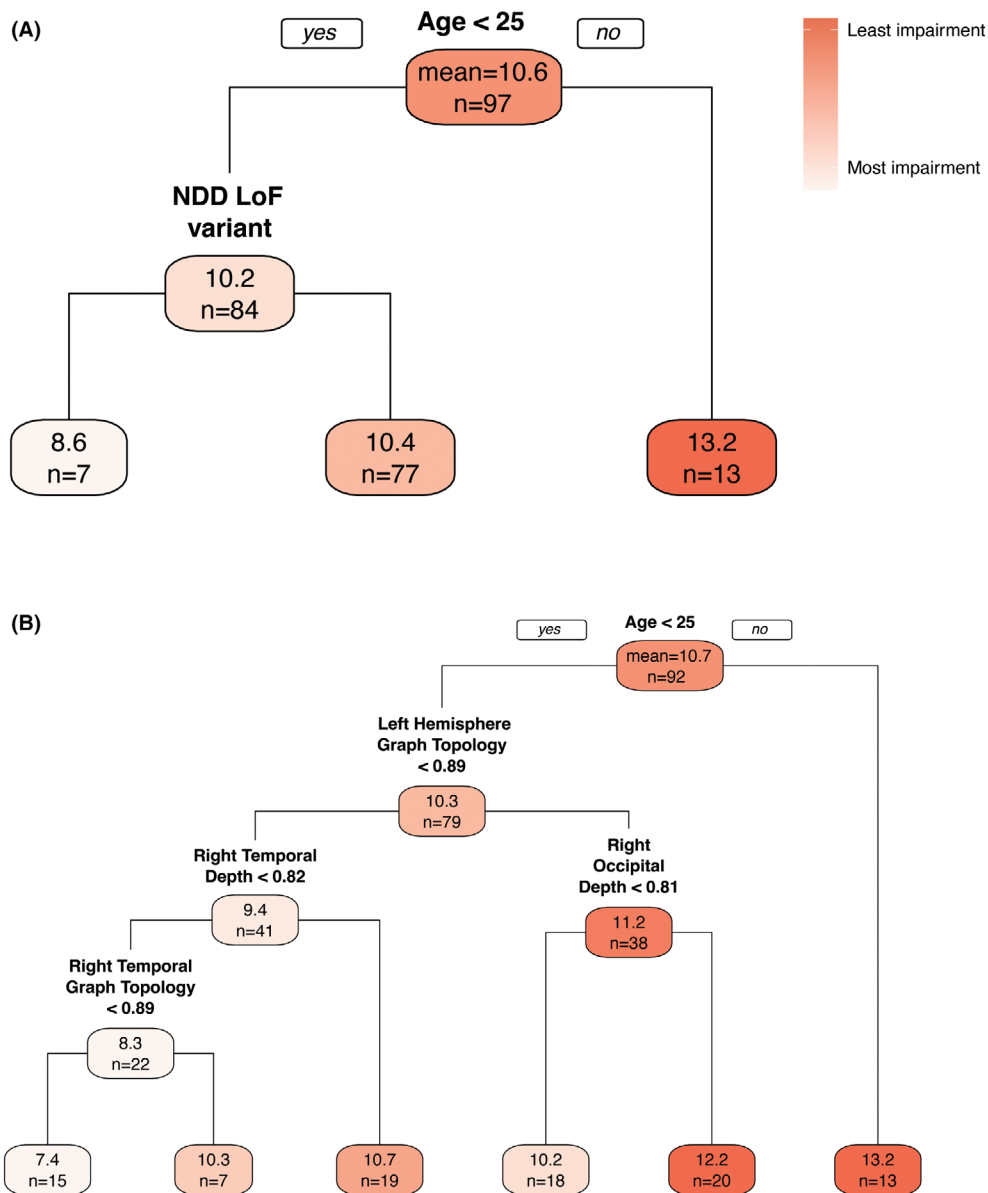 (A)
yes
Age < 25
no
mean=10.6
n=97
Least impairment
Most impairment
NDD LoF
variant
10.2
n=84
8.6
n=7
10.4
n=77
13.2
n=13
(B)
yes
Age < 25
no
mean=10.7
n=92
Left Hemisphere
Graph Topology
< 0.89
10.3
n=79
Right Temporal
Depth < 0.82
9.4
n=41
Right
Occipital
Depth < 0.81
11.2
n=38
Right Temporal
Graph Topology
< 0.89
8.3
n=22
7.4
n=15
10.3
n=7
10.7
n=19
10.2
n=18
12.2
n=20
13.2
n=13